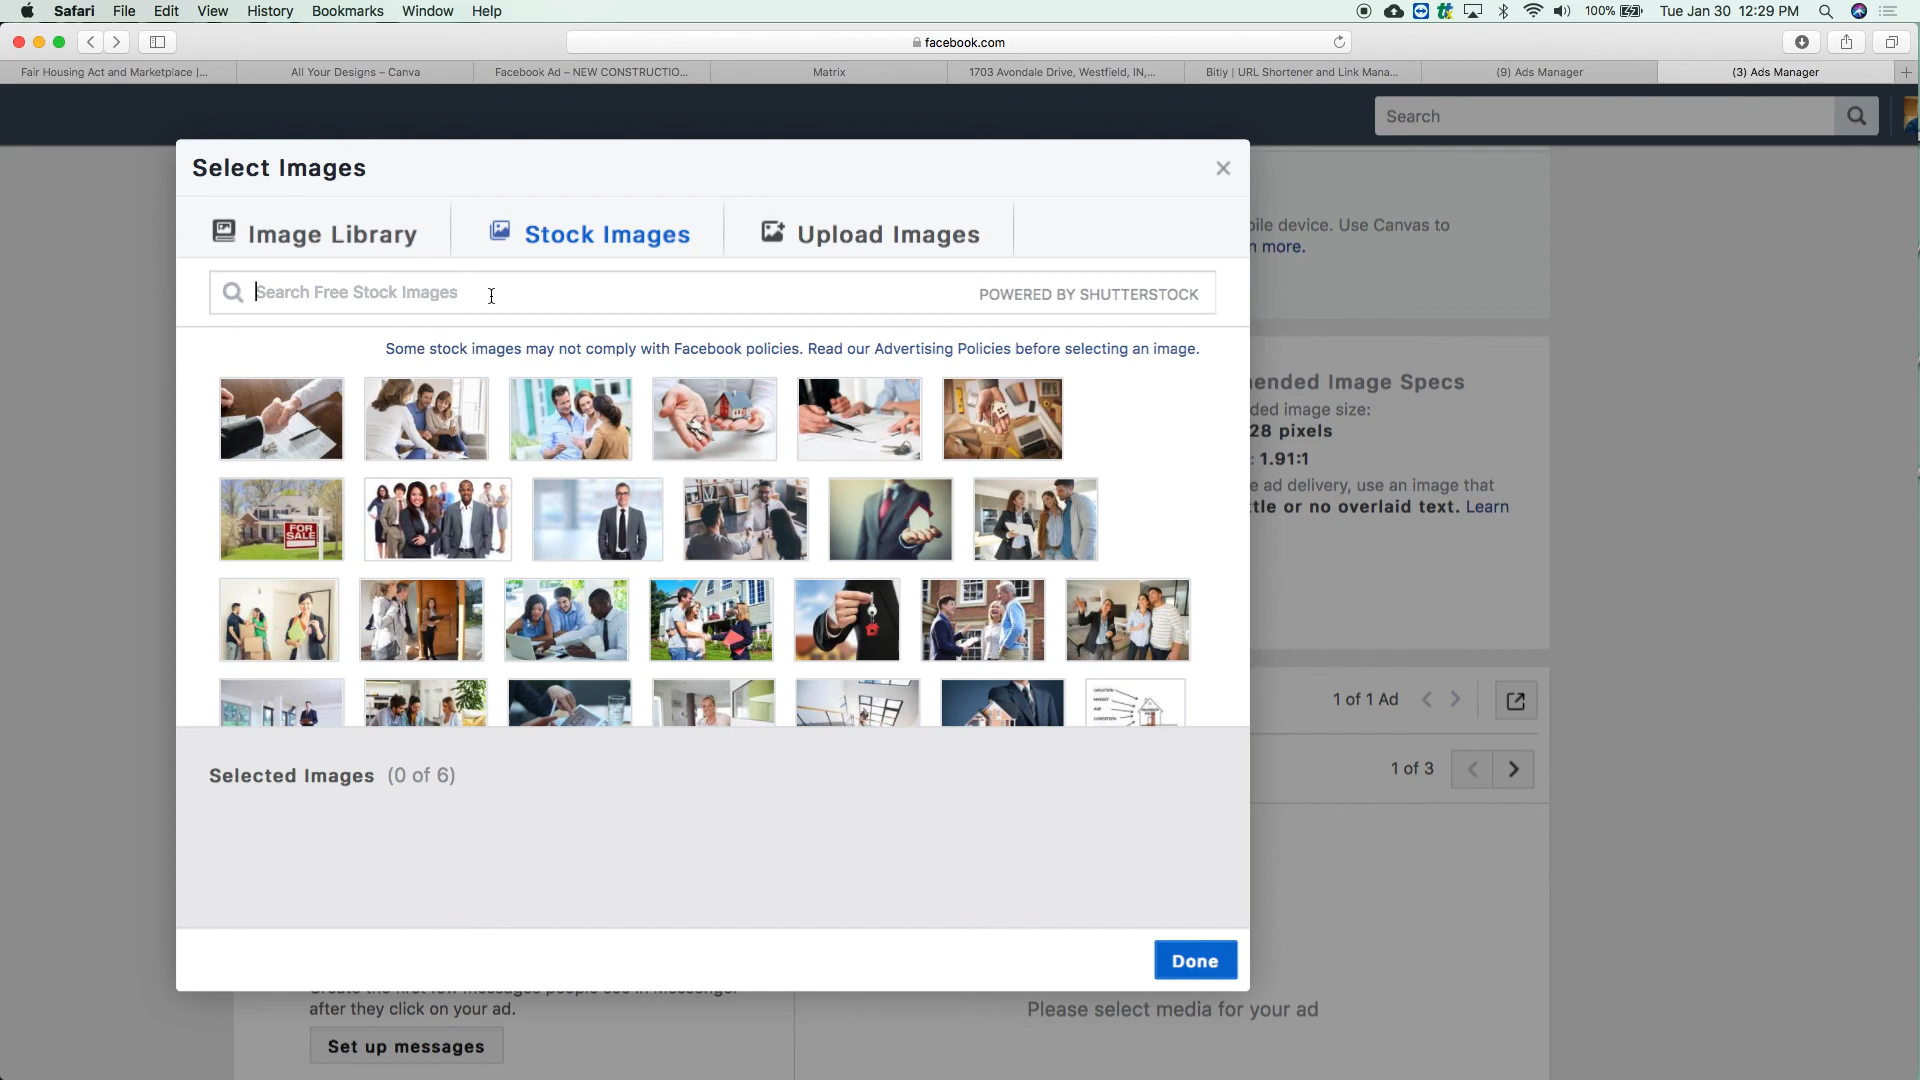 Safari File Edit View History Bookmarks Window Help
100% Tue Jan 30 12:29 PM
facebook.com
Fair Housing Act and Marketplace |...
All Your Designs – Canva
Facebook Ad – NEW CONSTRUCTIO...
Matrix
1703 Avondale Drive, Westfield, IN,...
Bitly | URL Shortener and Link Mana...
(9) Ads Manager
(3) Ads Manager
Search
Select Images
Image Library
Stock Images
Upload Images
bile device. Use Canvas to
n more.
Search Free Stock Images
POWERED BY SHUTTERSTOCK
Some stock images may not comply with Facebook policies. Read our Advertising Policies before selecting an image.
ended Image Specs
ded image size:
28 pixels
: 1.91:1
e ad delivery, use an image that
tle or no overlaid text. Learn
FOR
SALE
1 of 1 Ad
1 of 3
Selected Images (0 of 6)
Done
after they click on your ad.
Set up messages
Please select media for your ad